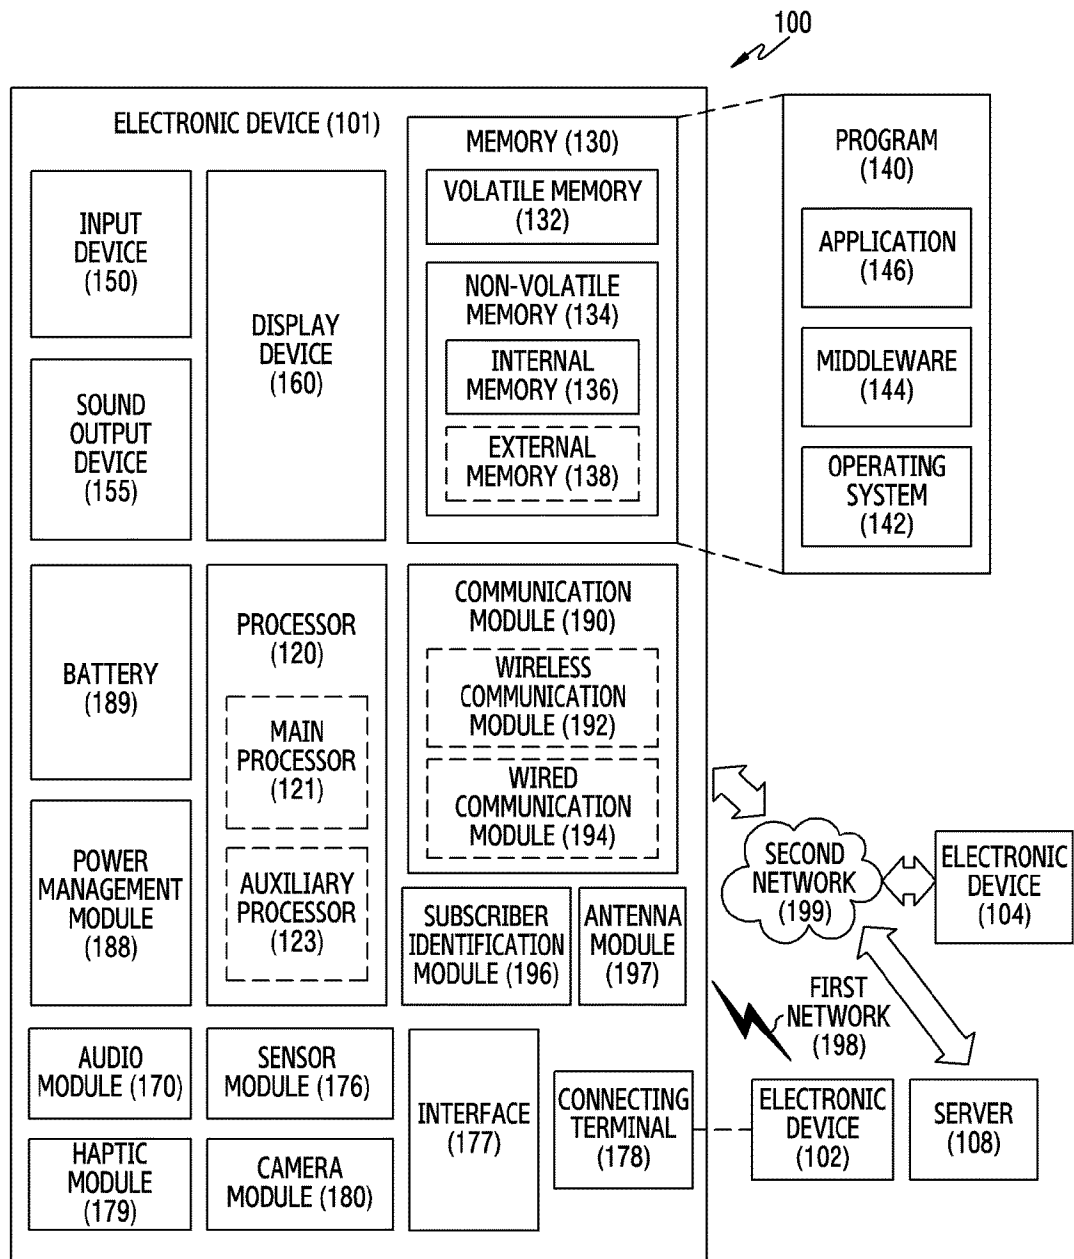 100
ELECTRONIC DEVICE (101)
INPUT
DEVICE
(150)
SOUND
OUTPUT
DEVICE
(155)
DISPLAY
DEVICE
(160)
MEMORY (130)
VOLATILE MEMORY
(132)
NON-VOLATILE
MEMORY (134)
INTERNAL
MEMORY (136)
EXTERNAL
MEMORY (138)
PROGRAM
(140)
APPLICATION
(146)
MIDDLEWARE
(144)
OPERATING
SYSTEM
(142)
BATTERY
(189)
POWER
MANAGEMENT
MODULE
(188)
PROCESSOR
(120)
MAIN
PROCESSOR
(121)
AUXILIARY
PROCESSOR
(123)
COMMUNICATION
MODULE (190)
WIRELESS
COMMUNICATION
MODULE (192)
WIRED
COMMUNICATION
MODULE (194)
SUBSCRIBER
IDENTIFICATION
MODULE (196)
ANTENNA
MODULE
(197)
SECOND
NETWORK
(199)
ELECTRONIC
DEVICE
(104)
FIRST
NETWORK
(198)
AUDIO
MODULE (170)
SENSOR
MODULE (176)
INTERFACE
(177)
CONNECTING
TERMINAL
(178)
ELECTRONIC
DEVICE
(102)
SERVER
(108)
HAPTIC
MODULE
(179)
CAMERA
MODULE (180)